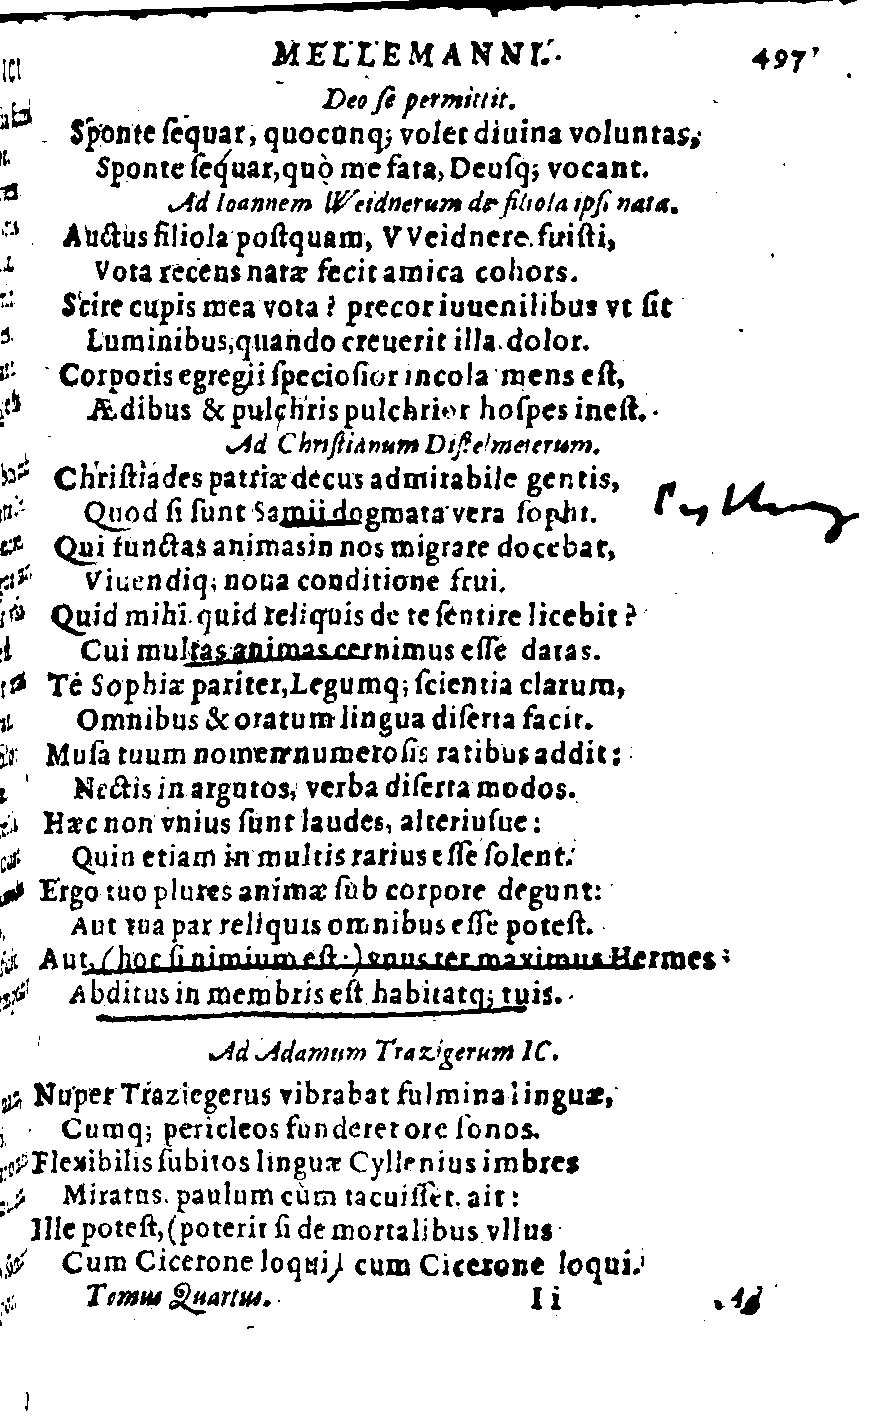 MELLEMANNI.
497
Deo ſe permittit.
Sponte ſequar, quocunq; volet diuina voluntas,
Sponte ſequar, quò me fata, Deuſq; vocant.
Ad Ioannem Weidnerum de filiola ipſi nata.
Auctus filiola poſtquam, VVeidnere fuiſti,
Vota recens natæ fecit amica cohors.
Scire cupis mea vota? precor iuuenilibus vt ſit
Luminibus, quando creuerit illa dolor.
Corporis egregii ſpecioſior incola mens eſt,
Ædibus & pulchris pulchrior hoſpes ineſt.
Ad Chriſtianum Diſtelmeierum.
Chriſtiades patriæ decus admirabile gentis,
Quod ſi ſunt Samii dogmata vera ſophi.
Qui functas animas in nos migrare docebat,
Viuendiq; noua conditione frui.
Quid mihi quid reliquis de te ſentire licebit?
Cui multas animas cernimus eſſe datas.
Te Sophiæ pariter, Legumq; ſcientia clarum,
Omnibus & oratum lingua diſerta facit.
Muſa tuum nomen numeroſis ratibus addit:
Nectis in argutos, verba diſerta modos.
Hæc non vnius ſunt laudes, alteriuſue:
Quin etiam in multis rarius eſſe ſolent.
Ergo tuo plures animæ ſub corpore degunt:
Aut tua par reliquis omnibus eſſe poteſt.
Aut, (hoc ſi nimium eſt.) vnus ter maximus Hermes
Abditus in membris eſt habitatq; tuis.
Ad Adamum Trazigerum IC.
Nuper Traziegerus vibrabat fulmina linguæ,
Cumq; pericleos funderet ore ſonos.
Flexibilis ſubitos linguæ Cyllenius imbres
Miratus, paulum cùm tacuiſſet, ait:
Ille poteſt, (poterit ſi de mortalibus vllus
Cum Cicerone loqui) cum Cicerone loqui.
Tomus Quartus.
Ii
Ad